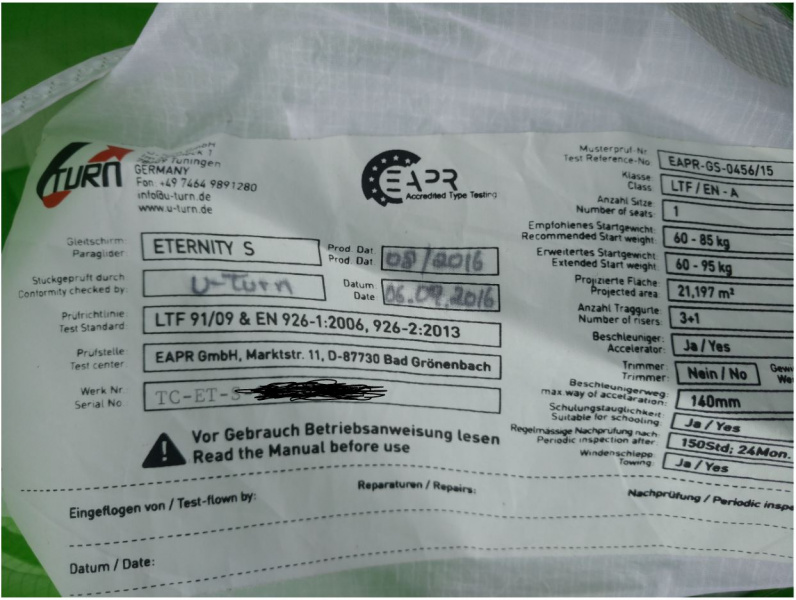 TURN
GERMANY
Fon: +49 7464 9891280
info@u-turn.de
www.u-turn.de
EAPR
Accredited Type Testing
Gleitschirm:
Paraglider:
ETERNITY S
Prod. Dat.
Prod. Dat.
08/2016
Stückgeprüft durch
Conformity checked by:
U-Turn
Datum:
Date
06.09.2016
Prüfrichtlinie:
Test Standard:
LTF 91/09 & EN 926-1:2006, 926-2:2013
Prüfstelle:
Test center:
EAPR GmbH, Marktstr. 11, D-87730 Bad Grönenbach
Werk Nr.
Serial No:
TC-ET-S
Vor Gebrauch Betriebsanweisung lesen
Read the Manual before use
Musterpruf-Nr.
Test Reference-No.
EAPR-GS-0456/15
Klasse:
Class:
LTF / EN - A
Anzahl Sitze:
Number of seats:
1
Empfohlenes Startgewicht:
Recommended Start weight:
60 - 85 kg
Erweitertes Startgewicht:
Extended Start weight:
60 - 95 kg
Projizierte Fläche:
Projected area:
21,197 m²
Anzahl Traggurte:
Number of risers:
3+1
Beschleuniger:
Accelerator:
Ja / Yes
Trimmer:
Trimmer:
Nein / No
Beschleunigerweg:
max.way of accelaration:
140mm
Schulungstauglichkeit:
Suitable for schooling:
Ja / Yes
Regelmässige Nachprüfung nach:
Periodic inspection after:
150Std; 24Mon.
Windenschlepp:
Towing:
Ja / Yes
Eingeflogen von / Test-flown by:
Reparaturen / Repairs:
Nachprüfung / Periodic inspe
Datum / Date: